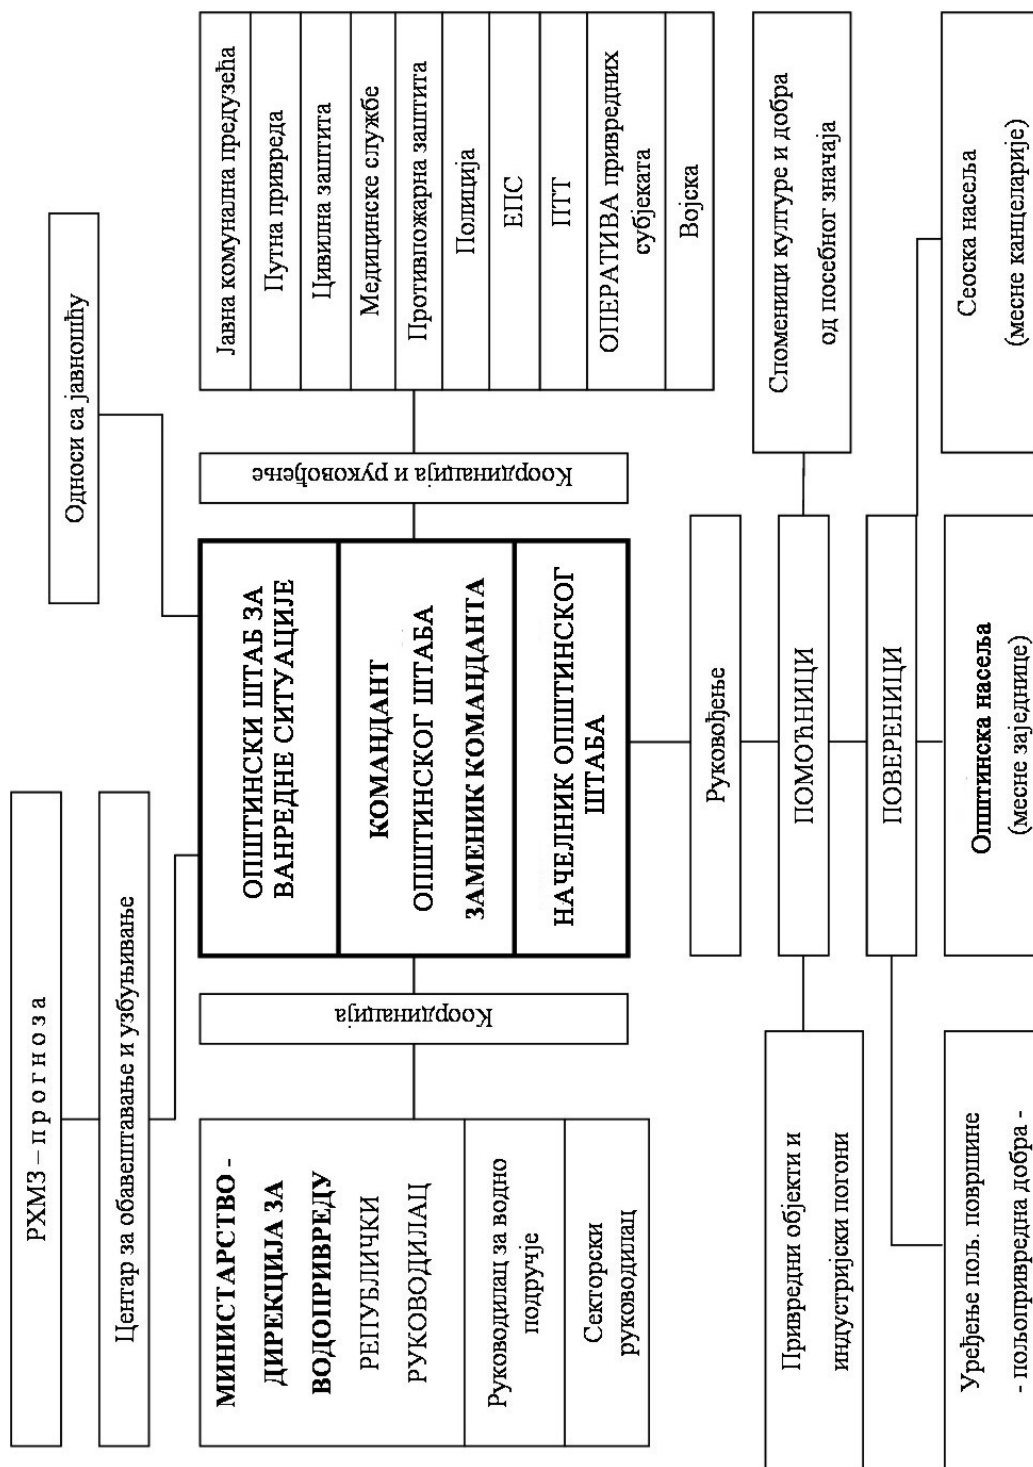 РХМЗ – п р о г н о з а
Центар за обавештавање и узбуњивање
Односи са јавношћу
МИНИСТАРСТВО -
ДИРЕКЦИЈА ЗА
ВОДОПРИВРЕДУ
РЕПУБЛИЧКИ
РУКОВОДИЛАЦ
Руководилац за водно
подручје
Секторски
руководилац
Координација
ОПШТИНСКИ ШТАБ ЗА
ВАНРЕДНЕ СИТУАЦИЈЕ
КОМАНДАНТ
ОПШТИНСКОГ ШТАБА
ЗАМЕНИК КОМАНДАНТА
НАЧЕЛНИК ОПШТИНСКОГ
ШТАБА
Координација и руковођење
Јавна комунална предузећа
Путна привреда
Цивилна заштита
Медицинске службе
Противпожарна заштита
Полиција
ЕПС
ПТТ
ОПЕРАТИВА привредних
субјеката
Војска
Руковођење
Привредни објекти и
индустријски погони
ПОМОЋНИЦИ
Споменици културе и добра
од посебног значаја
ПОВЕРЕНИЦИ
Уређење пољ. површине
- пољопривредна добра -
Општинска насеља
(месне заједнице)
Сеоска насеља
(месне канцеларије)